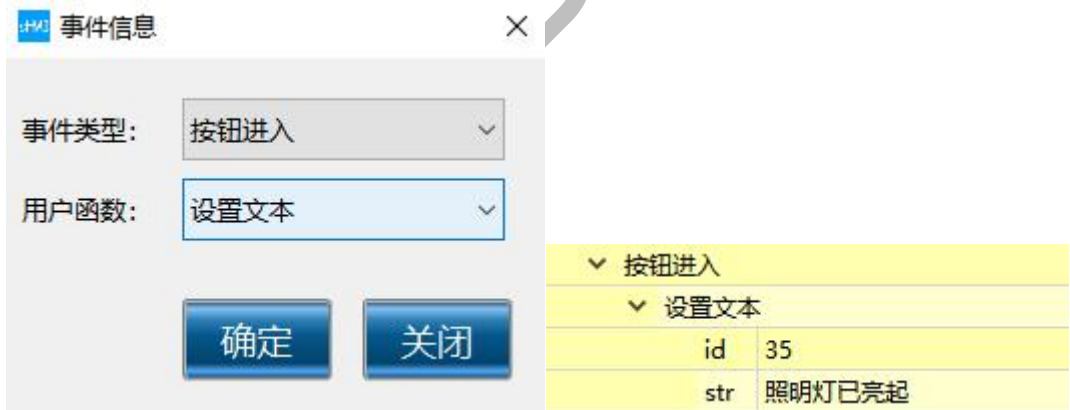 sHMI 事件信息
事件类型: 按钮进入
用户函数: 设置文本
确定 关闭
按钮进入
设置文本
id 35
str 照明灯已亮起